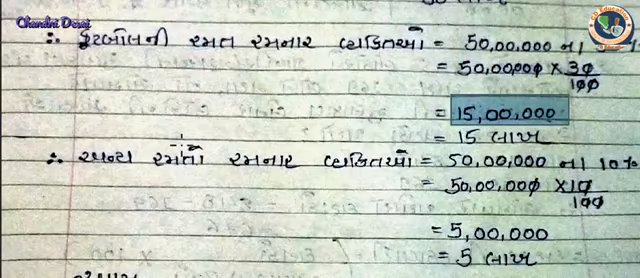 Chandni Desai
∴ ફૂટબોલની રમત રમનાર વ્યક્તિઓ = 50,00,000 ના
= 50,00,000 × 30/100
= 15,00,000
= 15 લાખ
∴ અન્ય રમતો રમનાર વ્યક્તિઓ = 50,00,000 ના 10%
= 50,00,000 × 10/100
= 5,00,000
= 5 લાખ